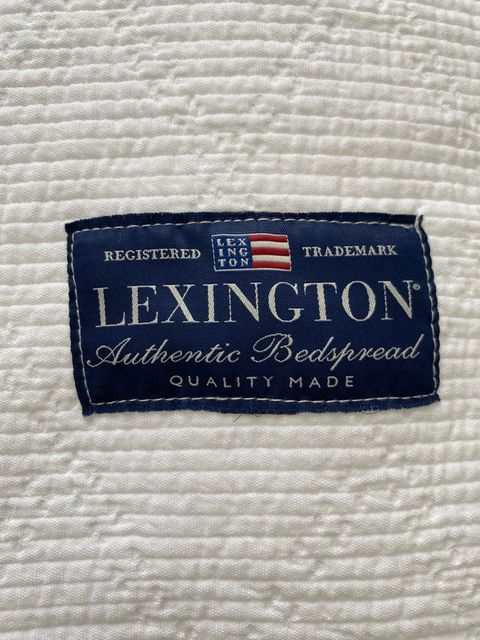 REGISTERED LEX ING TON TRADEMARK
LEXINGTON®
Authentic Bedspread
QUALITY MADE